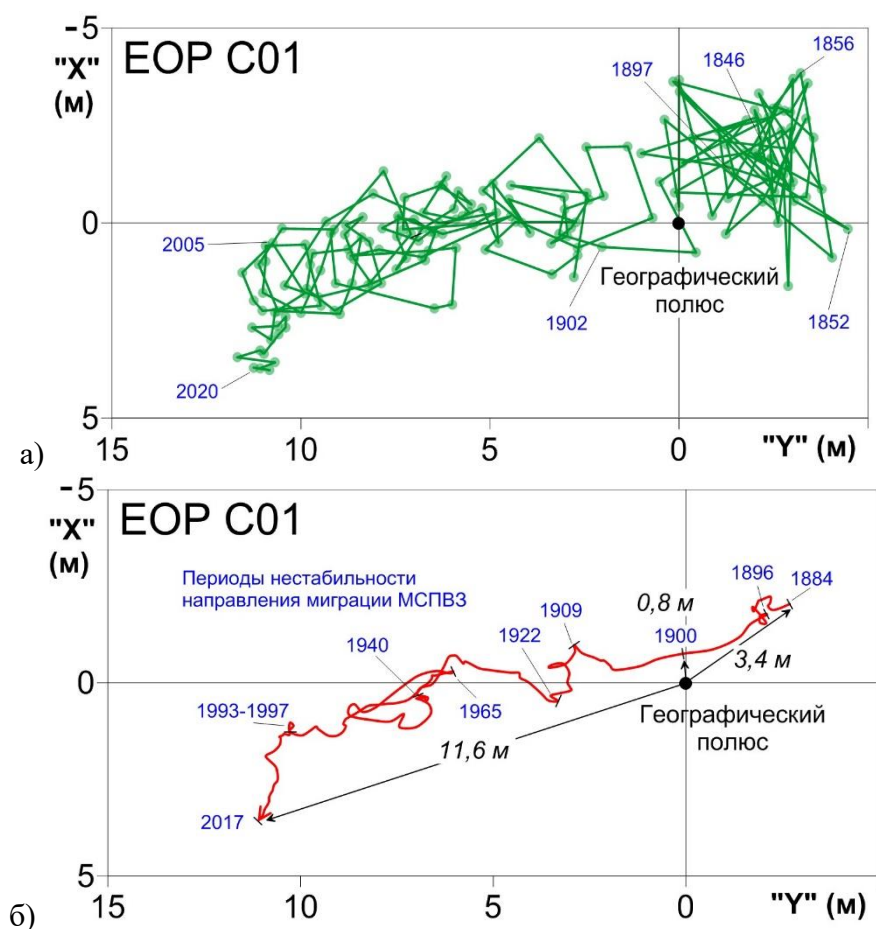 -5
"X"
(м)
EOP C01
1856
1846
1897
0
2005
Географический
полюс
1902
1852
2020
5
а)
15
10
5
0
"Y" (м)
-5
"X"
(м)
EOP C01
Периоды нестабильности
направления миграции МСПВЗ
1896
1884
0,8 м
1909
1900
1922
1940
3,4 м
0
1993-1997
1965
Географический
полюс
11,6 м
2017
5
б)
10
5
0
"Y" (м)